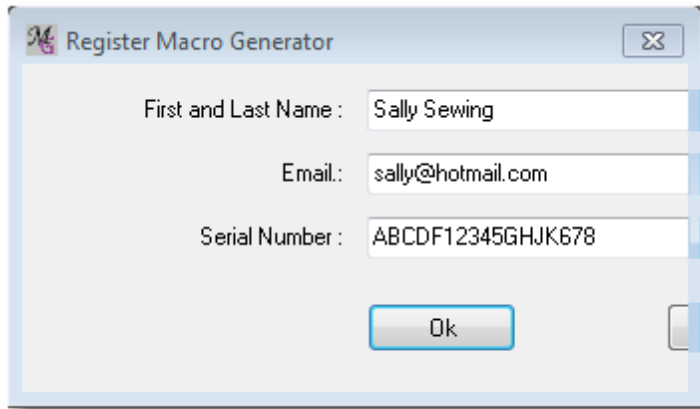 Register Macro Generator
First and Last Name : Sally Sewing
Email.: sally@hotmail.com
Serial Number : ABCDF12345GHJK678
Ok